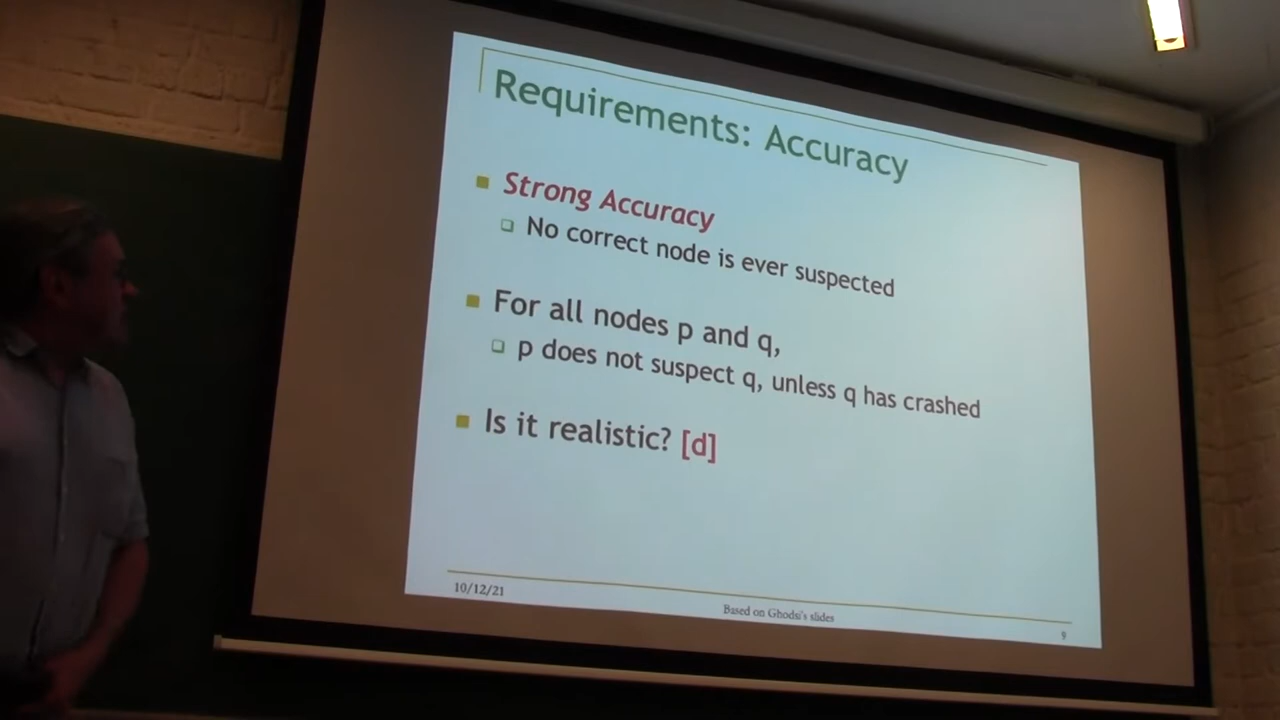 Requirements: Accuracy
Strong Accuracy
No correct node is ever suspected
For all nodes p and q,
p does not suspect q, unless q has crashed
Is it realistic? [d]
10/12/21
Based on Ghodsi's slides
9